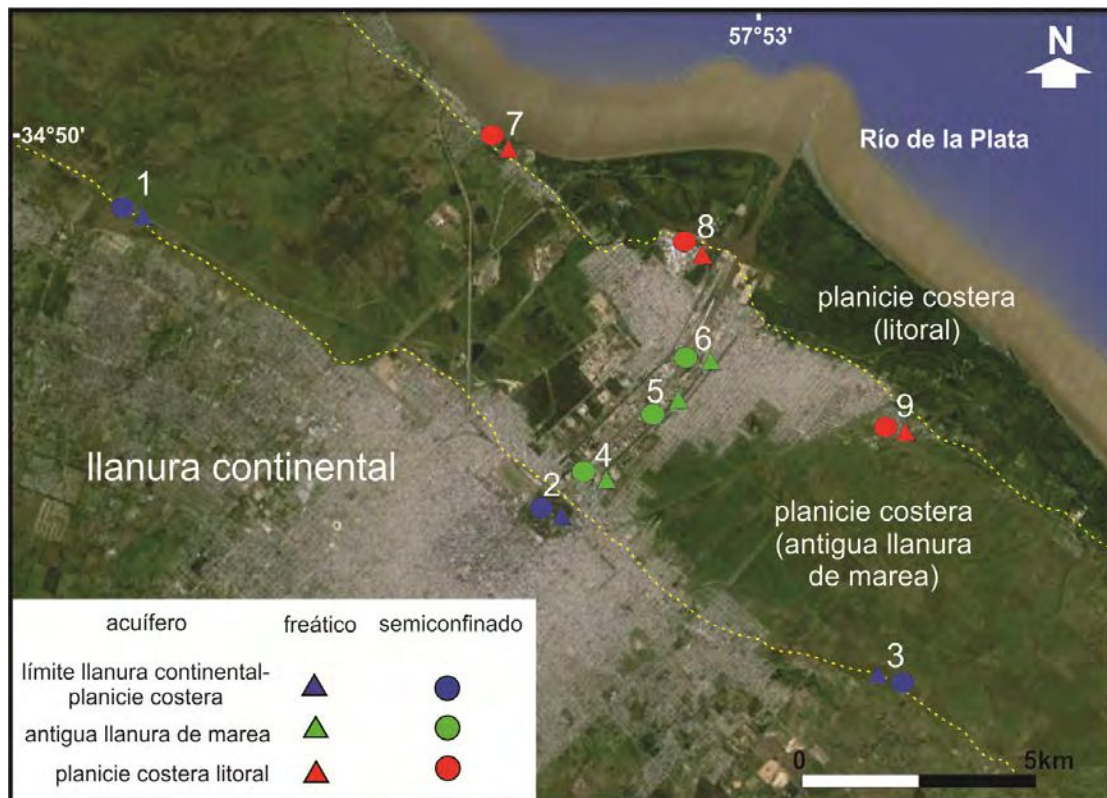 57°53'
N
34°50'
Río de la Plata
1
7
8
planicie costera
(litoral)
6
5
9
llanura continental
4
2
planicie costera
(antigua llanura
de marea)
3
acuífero freático semiconfinado
límite llanura continental-
planicie costera
antigua llanura de marea
planicie costera litoral
0 5km